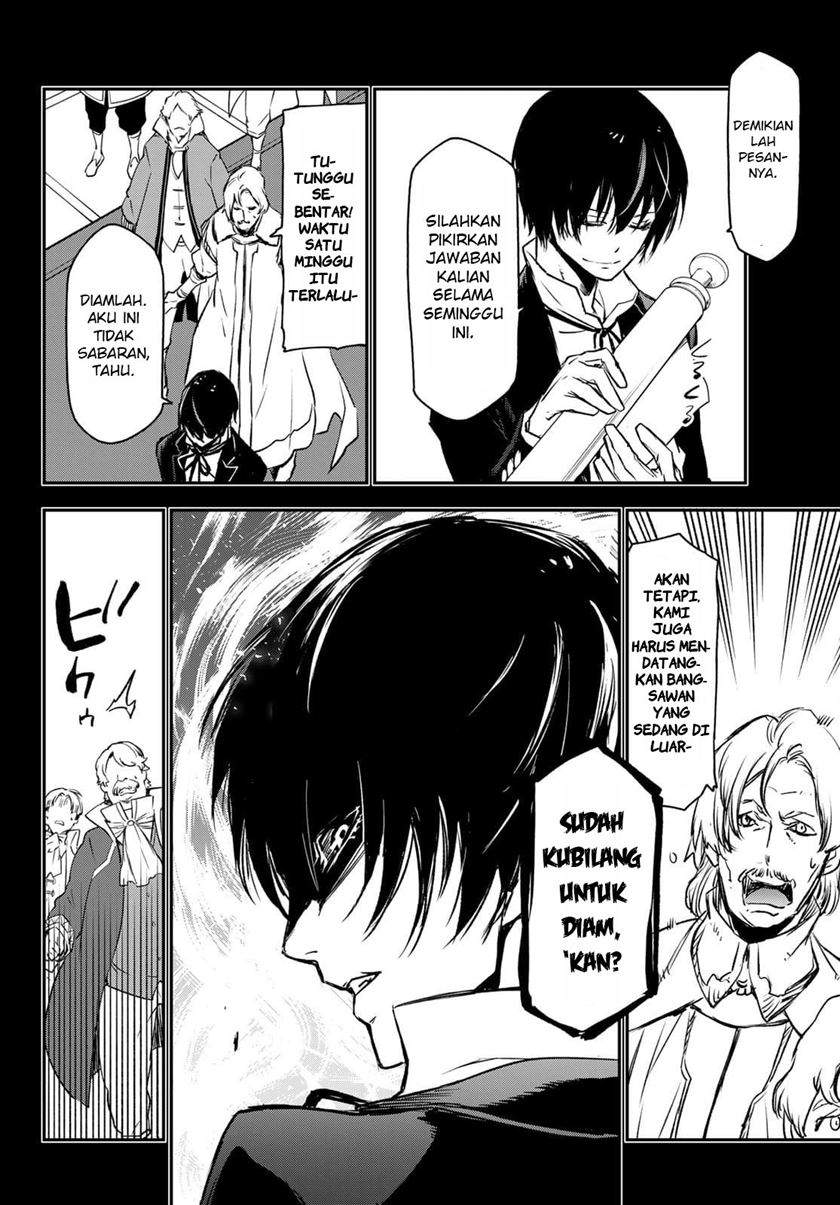 DEMIKIAN
LAH
PESAN-
NYA.
SILAHKAN
PIKIRKAN
JAWABAN
KALIAN
SELAMA
SEMINGGU
INI.
TU-
TUNGGU
SE-
BENTAR!
WAKTU
SATU
MINGGU
ITU
TERLALU-
DIAMLAH.
AKU INI
TIDAK
SABARAN,
TAHU.
AKAN
TETAPI,
KAMI
JUGA
HARUS MEN-
DATANG-
KAN BANG-
SAWAN
YANG
SEDANG DI
LUAR-
SUDAH
KUBILANG
UNTUK
DIAM,
'KAN?
ビゥゥ